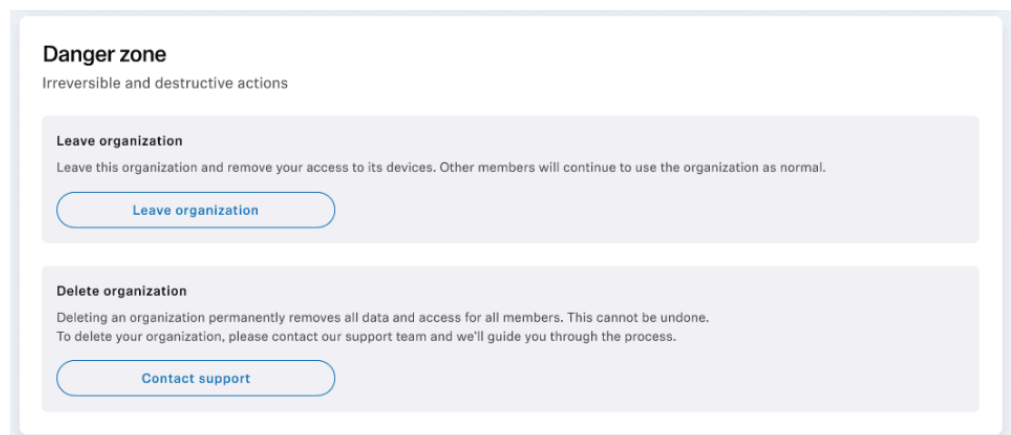 Danger zone
Irreversible and destructive actions
Leave organization
Leave this organization and remove your access to its devices. Other members will continue to use the organization as normal.
Leave organization
Delete organization
Deleting an organization permanently removes all data and access for all members. This cannot be undone.
To delete your organization, please contact our support team and we'll guide you through the process.
Contact support